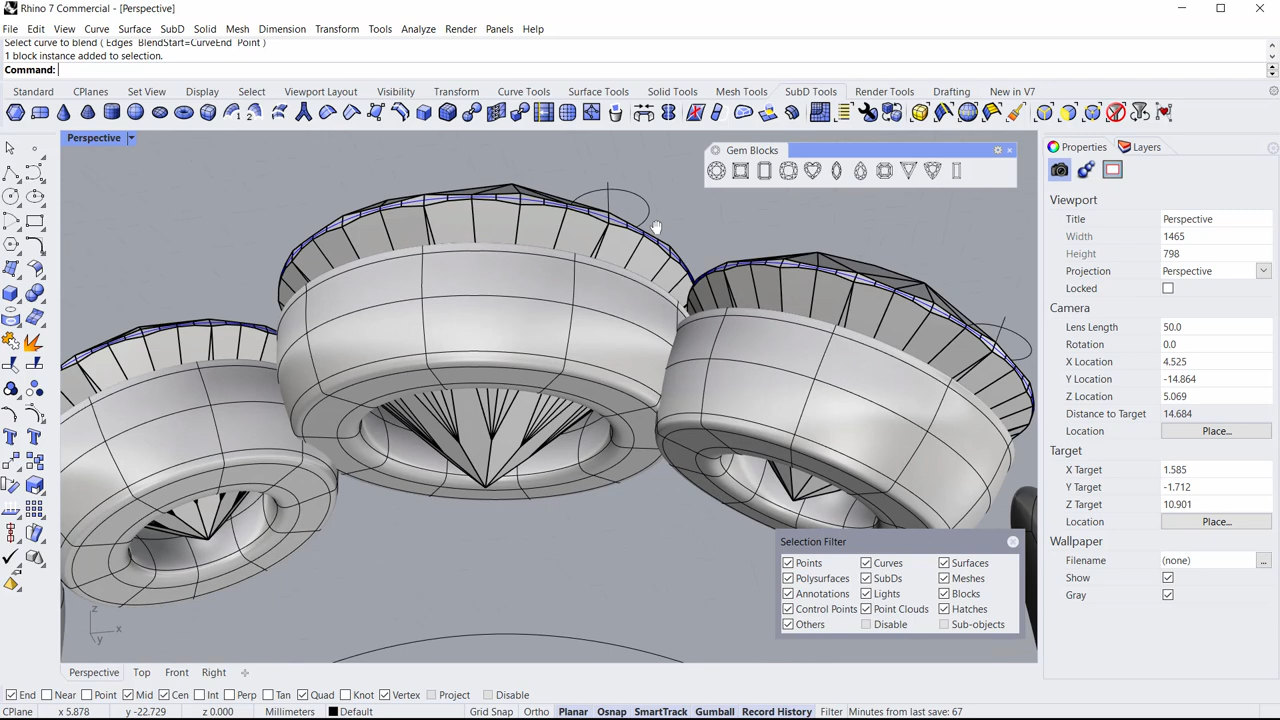 Rhino 7 Commercial - [Perspective]
File Edit View Curve Surface SubD Solid Mesh Dimension Transform Tools Analyze Render Panels Help
Select curve to blend ( Edges BlendStart=CurveEnd Point )
1 block instance added to selection.
Command:
Standard CPlanes Set View Display Select Viewport Layout Visibility Transform Curve Tools Surface Tools Solid Tools Mesh Tools SubD Tools Render Tools Drafting New in V7
Perspective
Gem Blocks
Properties Layers
Viewport
Title Perspective
Width 1465
Height 798
Projection Perspective
Locked
Camera
Lens Length 50.0
Rotation 0.0
X Location 4.525
Y Location -14.864
Z Location 5.069
Distance to Target 14.684
Location Place...
Target
X Target 1.585
Y Target -1.712
Z Target 10.901
Location Place...
Wallpaper
Filename (none) ...
Show
Gray
Selection Filter
Points Curves Surfaces
Polysurfaces SubDs Meshes
Annotations Lights Blocks
Control Points Point Clouds Hatches
Others Disable Sub-objects
z
x
y
Perspective Top Front Right
End Near Point Mid Cen Int Perp Tan Quad Knot Vertex Project Disable
CPlane x 5.878 y -22.729 z 0.000 Millimeters Default Grid Snap Ortho Planar Osnap SmartTrack Gumball Record History Filter Minutes from last save: 67